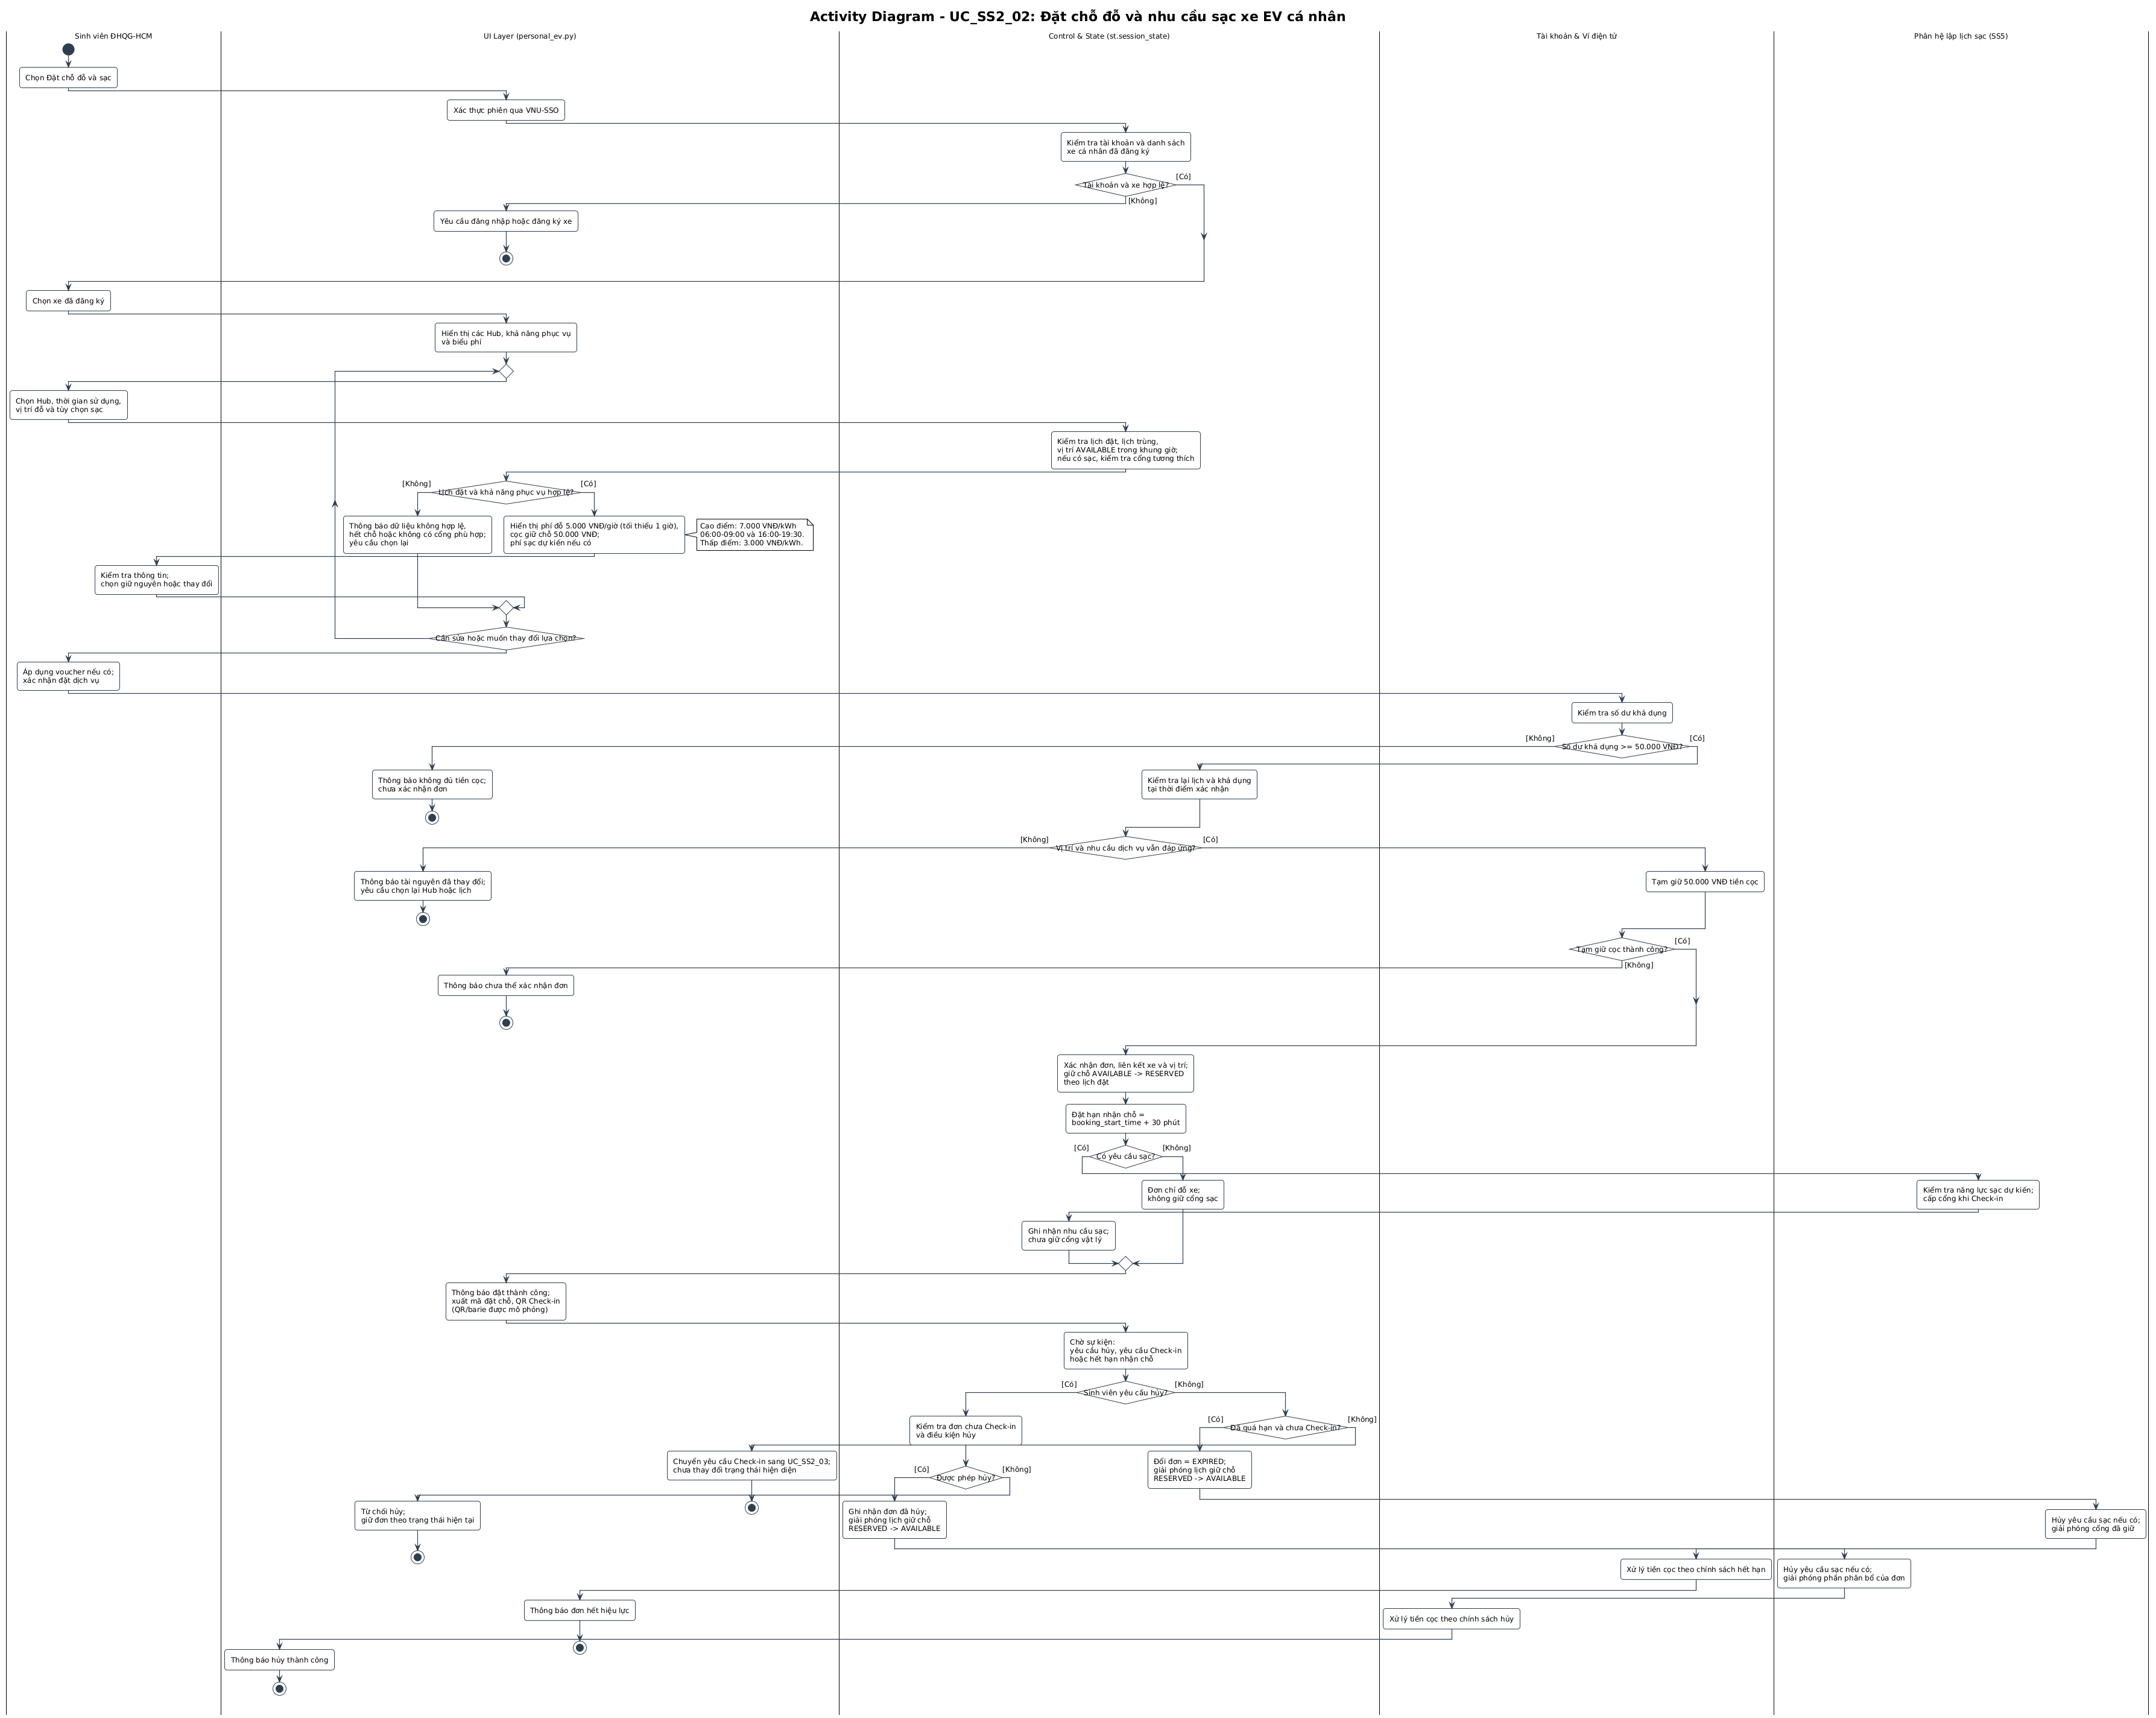 Activity Diagram - UC_SS2_02: Đặt chỗ đỗ và nhu cầu sạc xe EV cá nhân
Sinh viên ĐHQG-HCM
UI Layer (personal_ev.py)
Control & State (st.session_state)
Tài khoản & Ví điện tử
Phân hệ lập lịch sạc (SS5)
Chọn Đặt chỗ đỗ và sạc
Xác thực phiên qua VNU-SSO
Kiểm tra tài khoản và danh sách
xe cá nhân đã đăng ký
Tài khoản và xe hợp lệ?
[Có]
[Không]
Yêu cầu đăng nhập hoặc đăng ký xe
Chọn xe đã đăng ký
Hiển thị các Hub, khả năng phục vụ
và biểu phí
Chọn Hub, thời gian sử dụng,
vị trí đỗ và tùy chọn sạc
Kiểm tra lịch đặt, lịch trùng,
vị trí AVAILABLE trong khung giờ;
nếu có sạc, kiểm tra cổng tương thích
[Không]
Lịch đặt và khả năng phục vụ hợp lệ?
[Có]
Thông báo dữ liệu không hợp lệ,
hết chỗ hoặc không có cổng phù hợp;
yêu cầu chọn lại
Hiển thị phí đỗ 5.000 VNĐ/giờ (tối thiểu 1 giờ),
cọc giữ chỗ 50.000 VNĐ;
phí sạc dự kiến nếu có
Cao điểm: 7.000 VNĐ/kWh
06:00-09:00 và 16:00-19:30.
Thấp điểm: 3.000 VNĐ/kWh.
Kiểm tra thông tin;
chọn giữ nguyên hoặc thay đổi
Cần sửa hoặc muốn thay đổi lựa chọn?
Áp dụng voucher nếu có;
xác nhận đặt dịch vụ
Kiểm tra số dư khả dụng
[Không]
Số dư khả dụng >= 50.000 VNĐ?
[Có]
Thông báo không đủ tiền cọc;
chưa xác nhận đơn
Kiểm tra lại lịch và khả dụng
tại thời điểm xác nhận
[Không]
Vị trí và nhu cầu dịch vụ vẫn đáp ứng?
[Có]
Thông báo tài nguyên đã thay đổi;
yêu cầu chọn lại Hub hoặc lịch
Tạm giữ 50.000 VNĐ tiền cọc
Tạm giữ cọc thành công?
[Có]
[Không]
Thông báo chưa thể xác nhận đơn
Xác nhận đơn, liên kết xe và vị trí;
giữ chỗ AVAILABLE -> RESERVED
theo lịch đặt
Đặt hạn nhận chỗ =
booking_start_time + 30 phút
[Có]
Có yêu cầu sạc?
[Không]
Đơn chỉ đỗ xe;
không giữ cổng sạc
Kiểm tra năng lực sạc dự kiến;
cấp cổng khi Check-in
Ghi nhận nhu cầu sạc;
chưa giữ cổng vật lý
Thông báo đặt thành công;
xuất mã đặt chỗ, QR Check-in
(QR/barie được mô phỏng)
Chờ sự kiện:
yêu cầu hủy, yêu cầu Check-in
hoặc hết hạn nhận chỗ
[Có]
Sinh viên yêu cầu hủy?
[Không]
Kiểm tra đơn chưa Check-in
và điều kiện hủy
[Có]
Đã quá hạn và chưa Check-in?
[Không]
Chuyển yêu cầu Check-in sang UC_SS2_03;
chưa thay đổi trạng thái hiện diện
[Có]
Được phép hủy?
[Không]
Đổi đơn = EXPIRED;
giải phóng lịch giữ chỗ
RESERVED -> AVAILABLE
Từ chối hủy;
giữ đơn theo trạng thái hiện tại
Ghi nhận đơn đã hủy;
giải phóng lịch giữ chỗ
RESERVED -> AVAILABLE
Hủy yêu cầu sạc nếu có;
giải phóng cổng đã giữ
Xử lý tiền cọc theo chính sách hết hạn
Hủy yêu cầu sạc nếu có;
giải phóng phần phân bổ của đơn
Thông báo đơn hết hiệu lực
Xử lý tiền cọc theo chính sách hủy
Thông báo hủy thành công